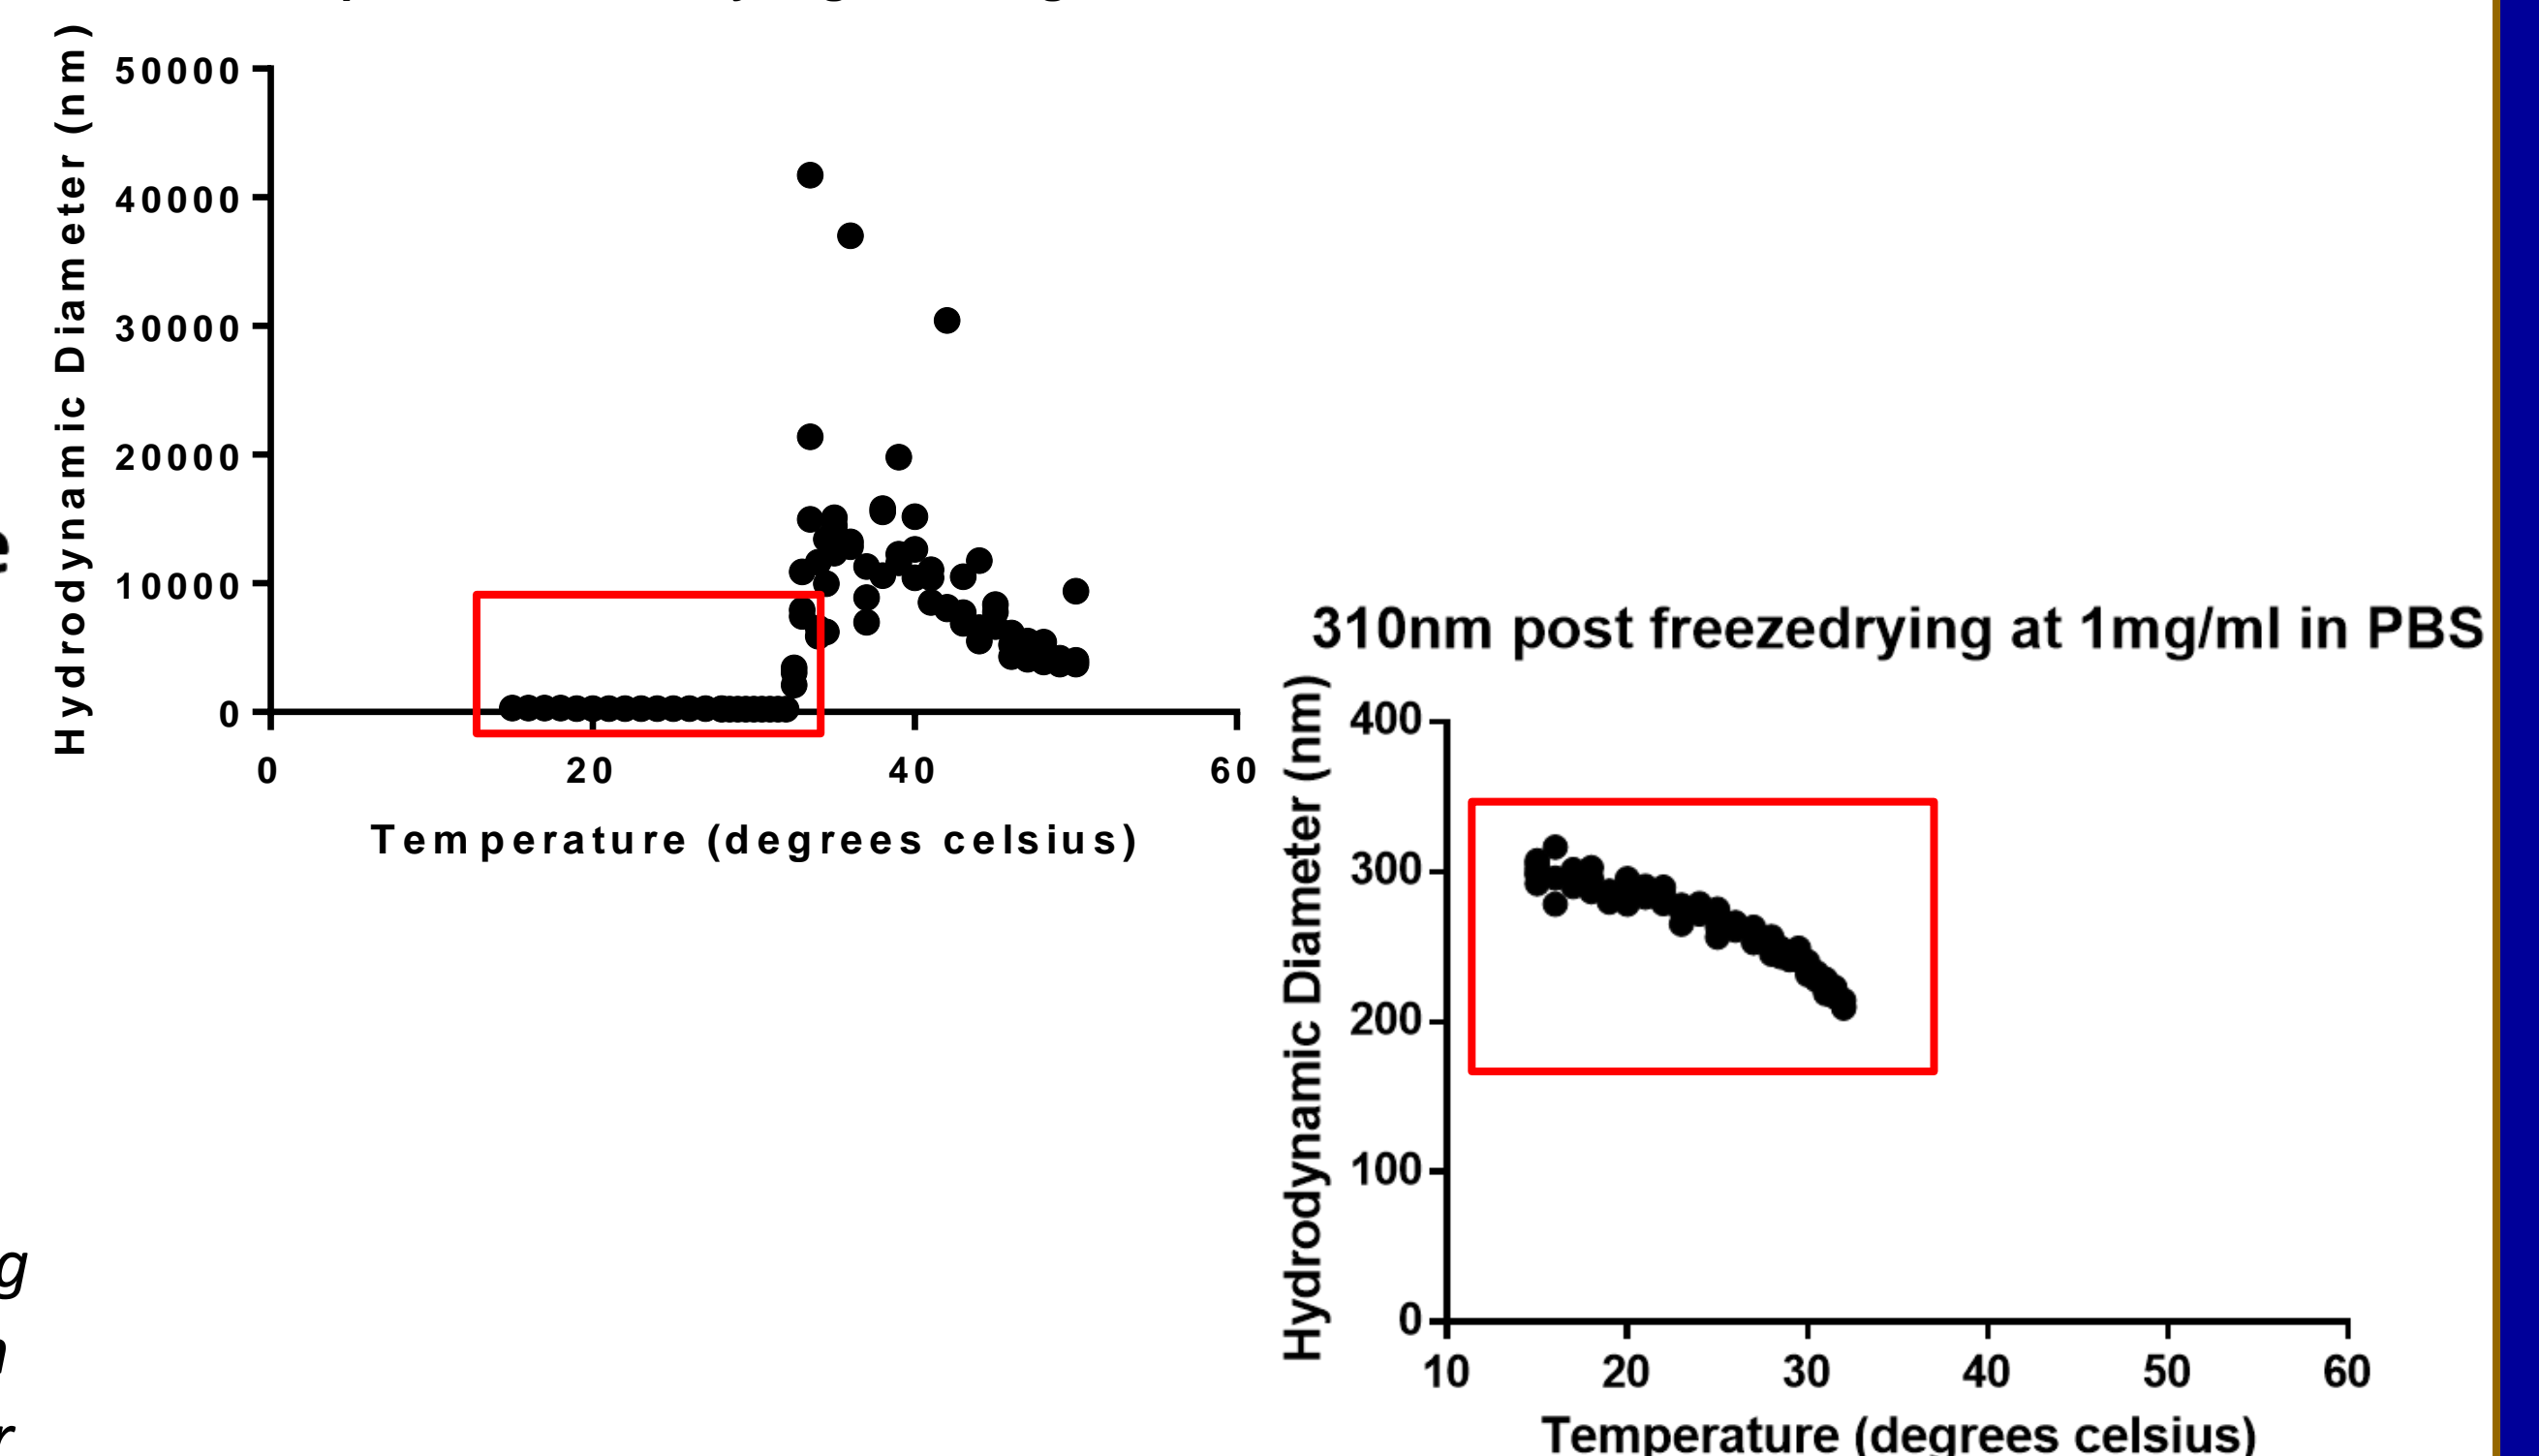 Hydrodynamic Diameter (nm)
50000
40000
30000
20000
10000
0
0 20 40 60
Temperature (degrees celsius)
310nm post freezedrying at 1mg/ml in PBS
Hydrodynamic Diameter (nm)
400
300
200
100
0
10 20 30 40 50 60
Temperature (degrees celsius)
g